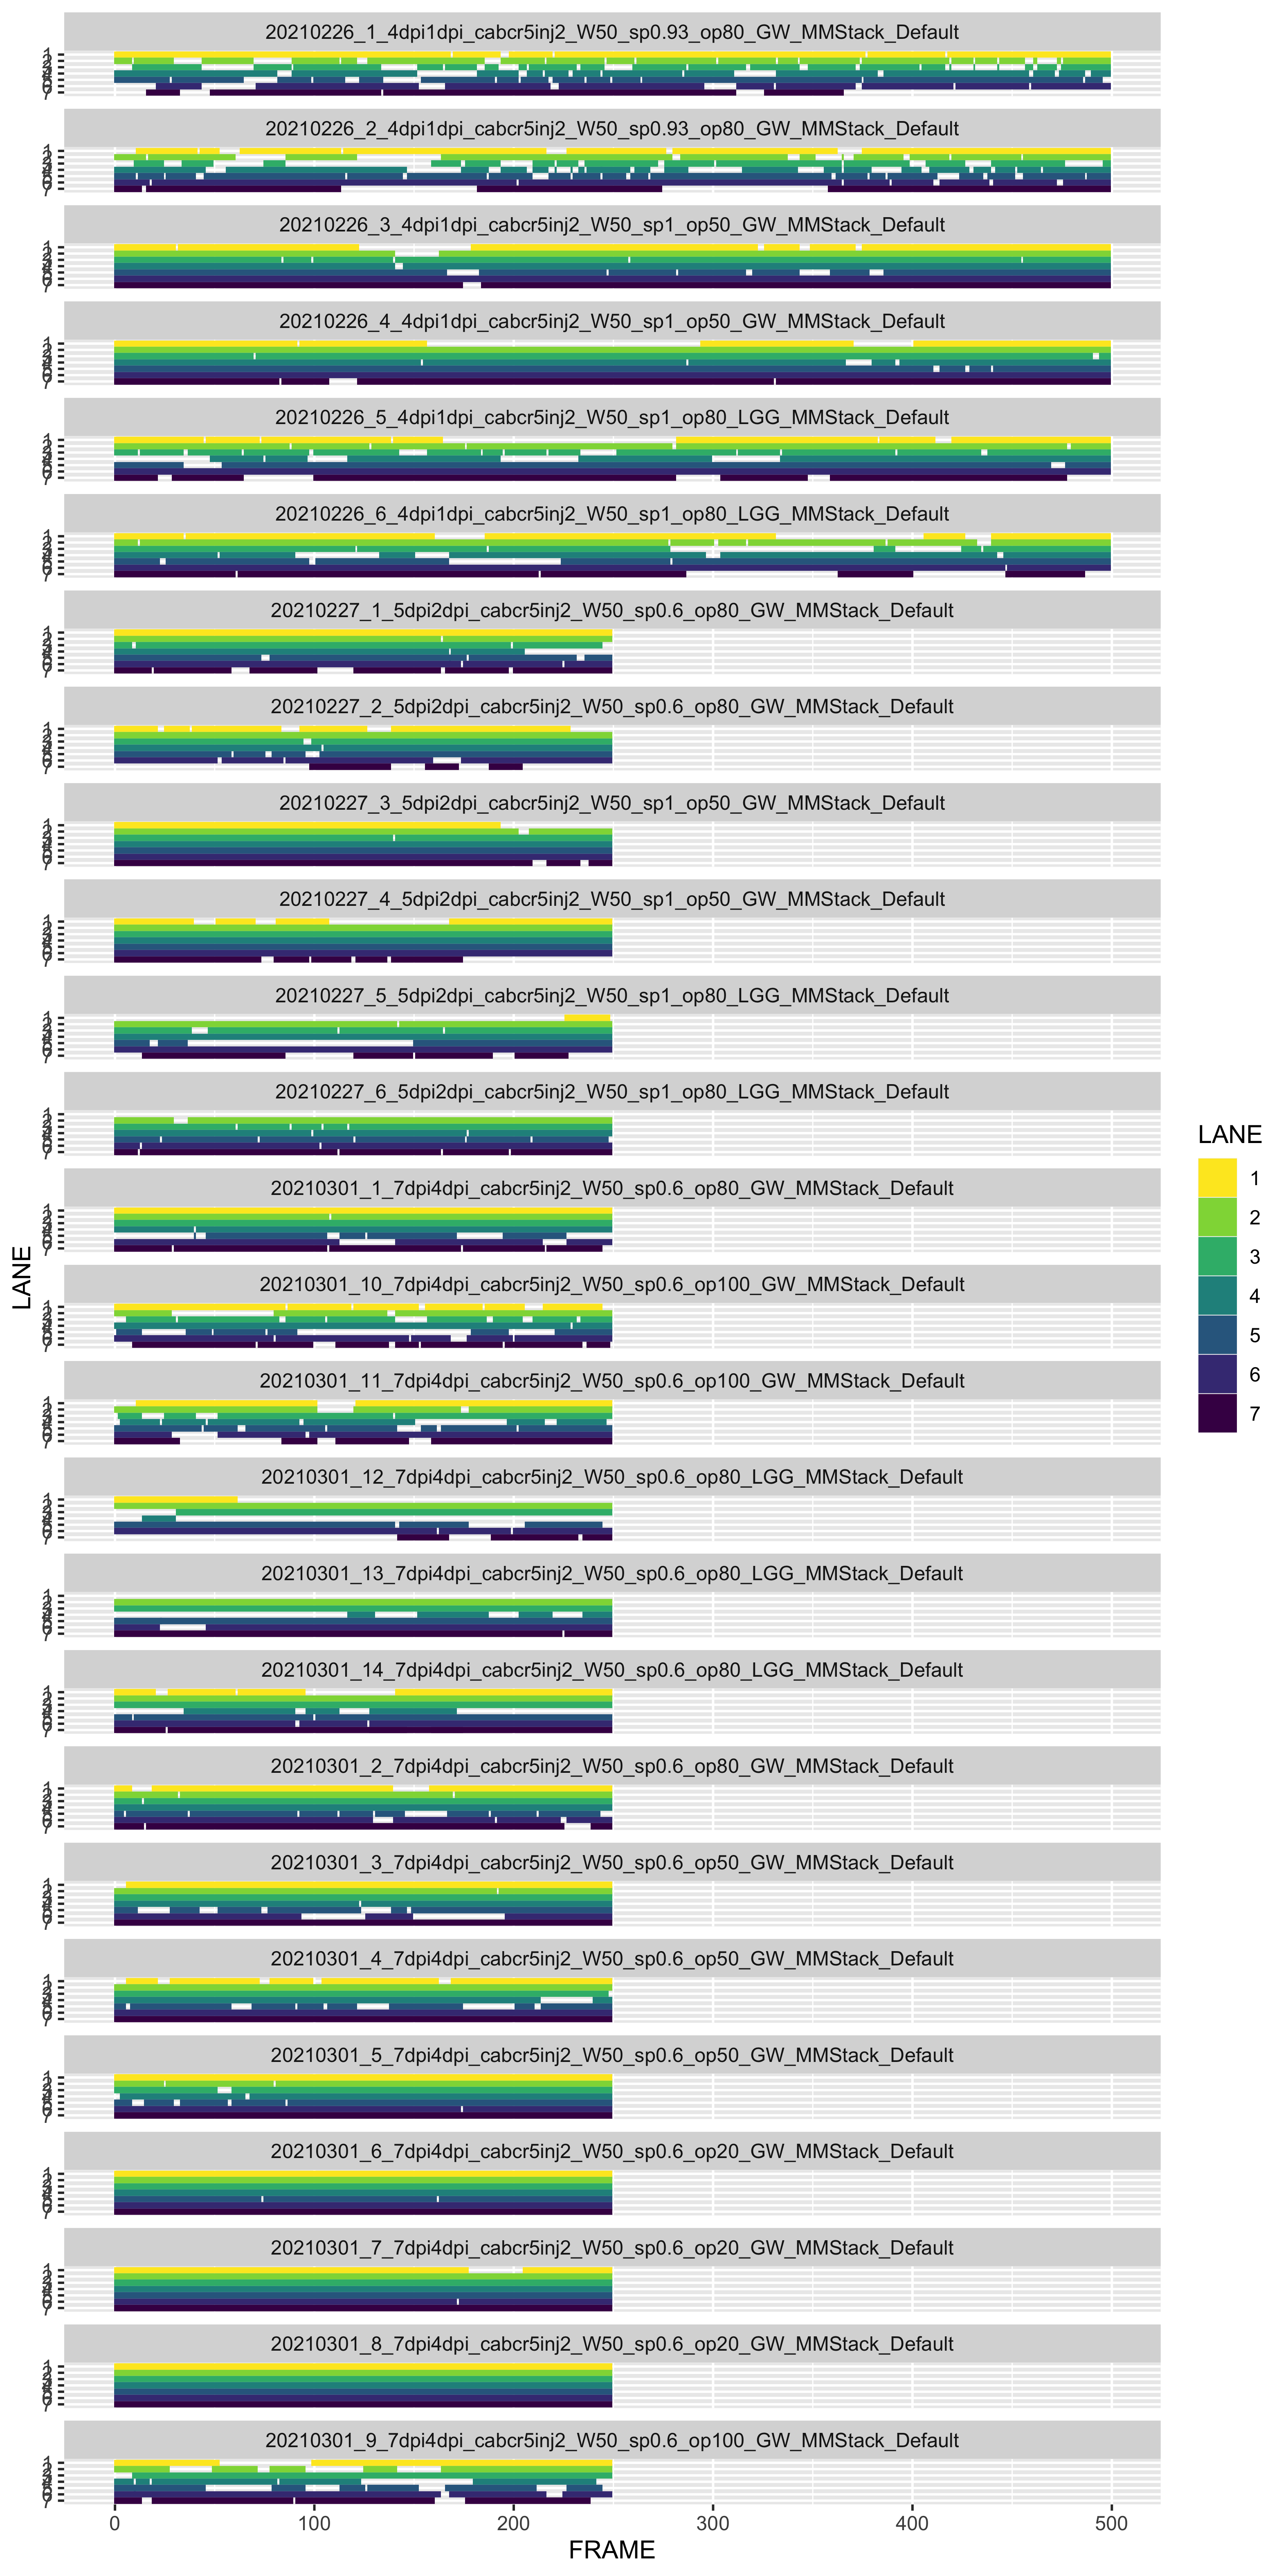 20210226_1_4dpi1dpi_cabcr5inj2_W50_sp0.93_op80_GW_MMStack_Default
20210226_2_4dpi1dpi_cabcr5inj2_W50_sp0.93_op80_GW_MMStack_Default
20210226_3_4dpi1dpi_cabcr5inj2_W50_sp1_op50_GW_MMStack_Default
20210226_4_4dpi1dpi_cabcr5inj2_W50_sp1_op50_GW_MMStack_Default
20210226_5_4dpi1dpi_cabcr5inj2_W50_sp1_op80_LGG_MMStack_Default
20210226_6_4dpi1dpi_cabcr5inj2_W50_sp1_op80_LGG_MMStack_Default
20210227_1_5dpi2dpi_cabcr5inj2_W50_sp0.6_op80_GW_MMStack_Default
20210227_2_5dpi2dpi_cabcr5inj2_W50_sp0.6_op80_GW_MMStack_Default
20210227_3_5dpi2dpi_cabcr5inj2_W50_sp1_op50_GW_MMStack_Default
20210227_4_5dpi2dpi_cabcr5inj2_W50_sp1_op50_GW_MMStack_Default
20210227_5_5dpi2dpi_cabcr5inj2_W50_sp1_op80_LGG_MMStack_Default
20210227_6_5dpi2dpi_cabcr5inj2_W50_sp1_op80_LGG_MMStack_Default
20210301_1_7dpi4dpi_cabcr5inj2_W50_sp0.6_op80_GW_MMStack_Default
20210301_10_7dpi4dpi_cabcr5inj2_W50_sp0.6_op100_GW_MMStack_Default
20210301_11_7dpi4dpi_cabcr5inj2_W50_sp0.6_op100_GW_MMStack_Default
20210301_12_7dpi4dpi_cabcr5inj2_W50_sp0.6_op80_LGG_MMStack_Default
20210301_13_7dpi4dpi_cabcr5inj2_W50_sp0.6_op80_LGG_MMStack_Default
20210301_14_7dpi4dpi_cabcr5inj2_W50_sp0.6_op80_LGG_MMStack_Default
20210301_2_7dpi4dpi_cabcr5inj2_W50_sp0.6_op80_GW_MMStack_Default
20210301_3_7dpi4dpi_cabcr5inj2_W50_sp0.6_op50_GW_MMStack_Default
20210301_4_7dpi4dpi_cabcr5inj2_W50_sp0.6_op50_GW_MMStack_Default
20210301_5_7dpi4dpi_cabcr5inj2_W50_sp0.6_op50_GW_MMStack_Default
20210301_6_7dpi4dpi_cabcr5inj2_W50_sp0.6_op20_GW_MMStack_Default
20210301_7_7dpi4dpi_cabcr5inj2_W50_sp0.6_op20_GW_MMStack_Default
20210301_8_7dpi4dpi_cabcr5inj2_W50_sp0.6_op20_GW_MMStack_Default
20210301_9_7dpi4dpi_cabcr5inj2_W50_sp0.6_op100_GW_MMStack_Default
0 100 200 300 400 500
FRAME
LANE
LANE
1
2
3
4
5
6
7